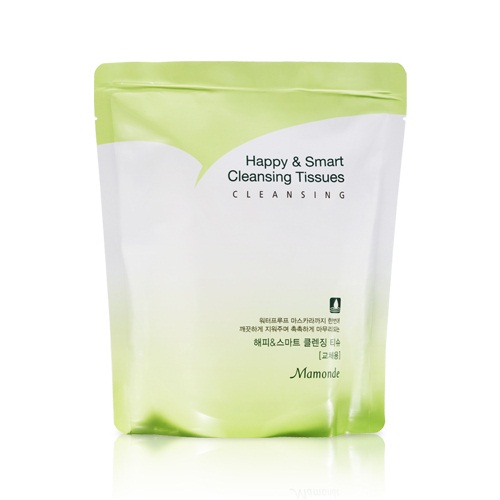 Happy & Smart
Cleansing Tissues
CLEANSING
워터프루프 마스카라까지 한번에
깨끗하게 지워주며 촉촉하게 마무리되는
해피&스마트 클렌징 티슈
[교체용]
Mamonde